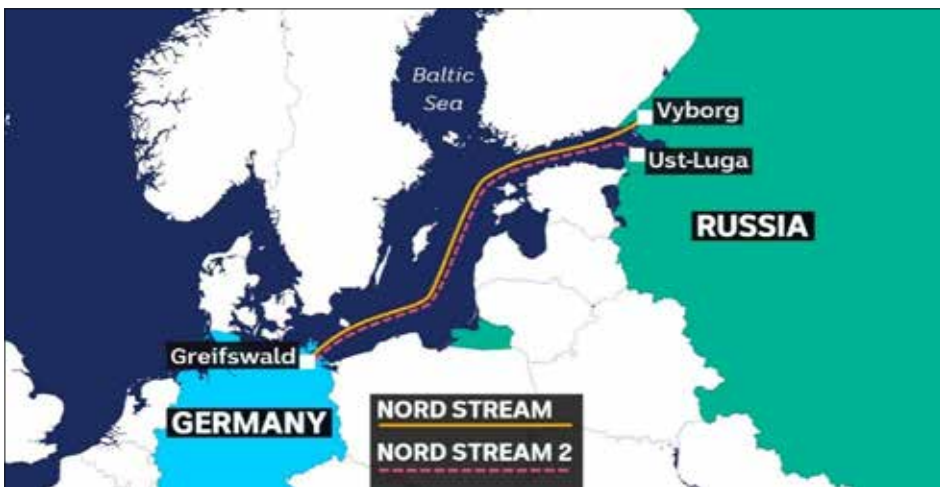 Baltic
Sea
Vyborg
Ust-Luga
RUSSIA
Greifswald
GERMANY
NORD STREAM
NORD STREAM 2